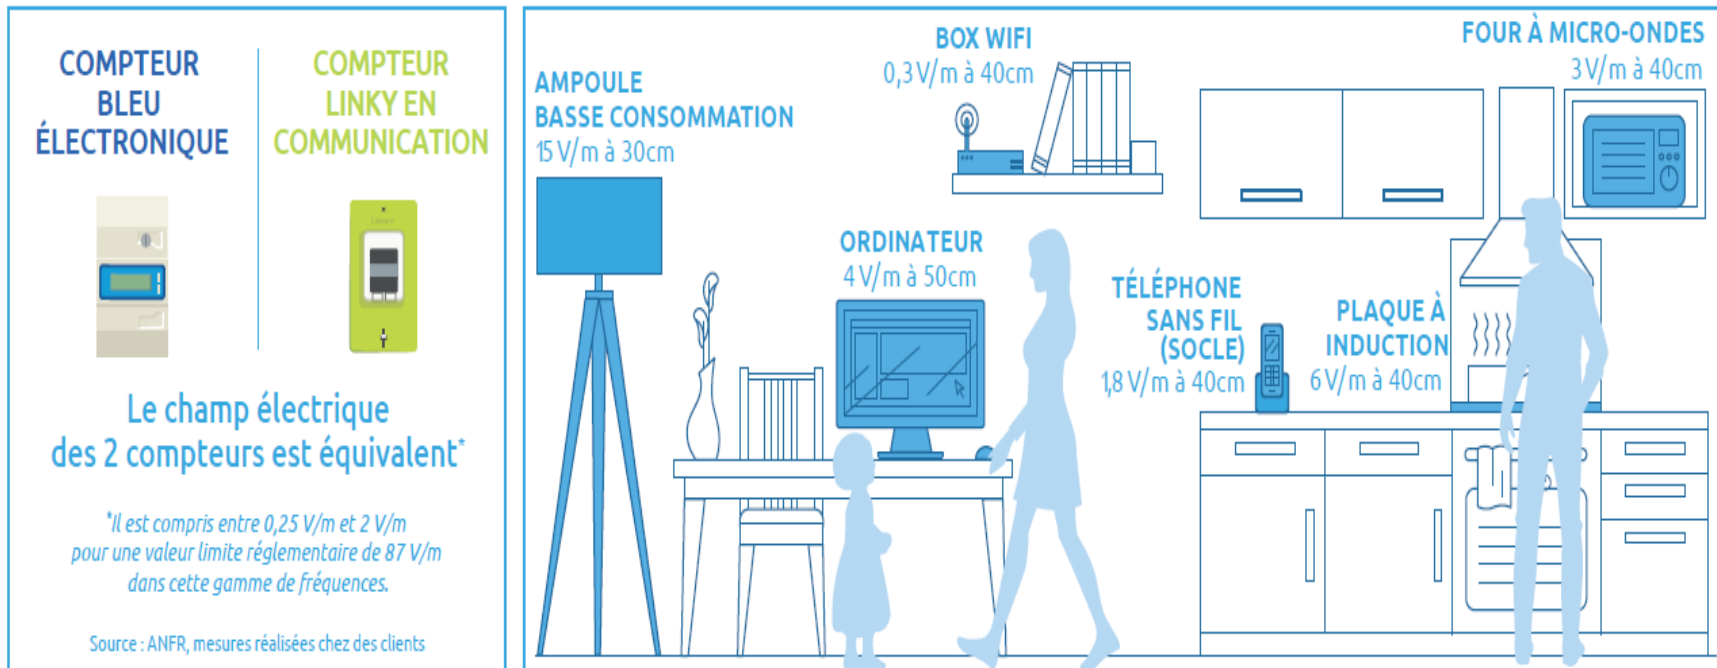 COMPTEUR
BLEU
ÉLECTRONIQUE
COMPTEUR
LINKY EN
COMMUNICATION
Le champ électrique
des 2 compteurs est équivalent*
*Il est compris entre 0,25 V/m et 2 V/m
pour une valeur limite réglementaire de 87 V/m
dans cette gamme de fréquences.
Source : ANFR, mesures réalisées chez des clients
AMPOULE
BASSE CONSOMMATION
15 V/m à 30cm
BOX WIFI
0,3 V/m à 40cm
FOUR À MICRO-ONDES
3 V/m à 40cm
ORDINATEUR
4 V/m à 50cm
TÉLÉPHONE
SANS FIL
(SOCLE)
1,8 V/m à 40cm
PLAQUE À
INDUCTION
6 V/m à 40cm